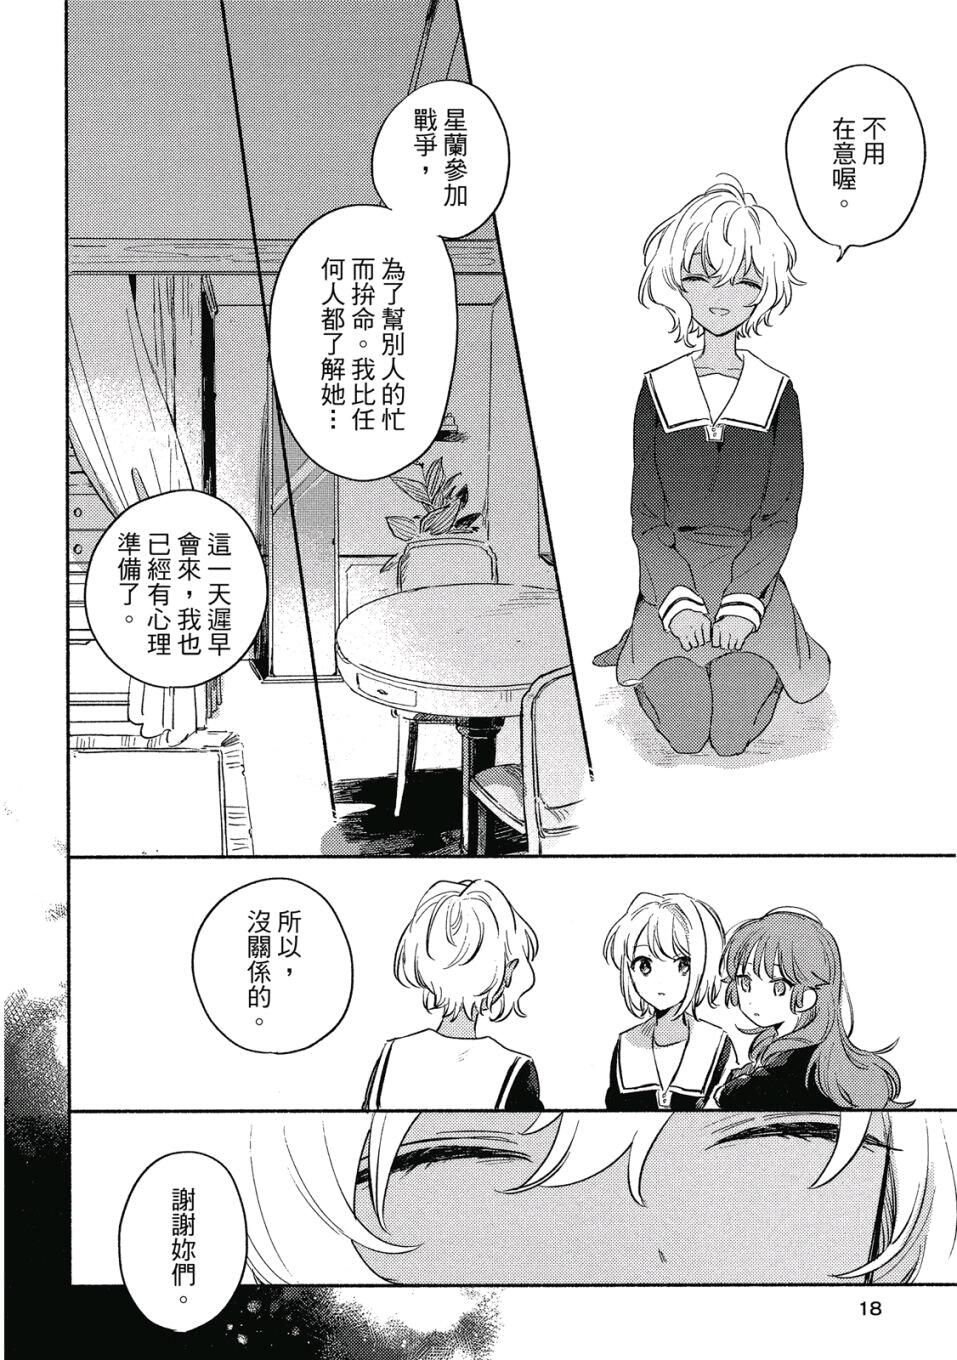 不用
在意喔。
星蘭參加
戰爭，
為了幫別人的忙
而拚命。我比任
何人都了解她…
這一天遲早
會來，我也
已經有心理
準備了。
所以，
沒關係的。
謝謝妳們。
18